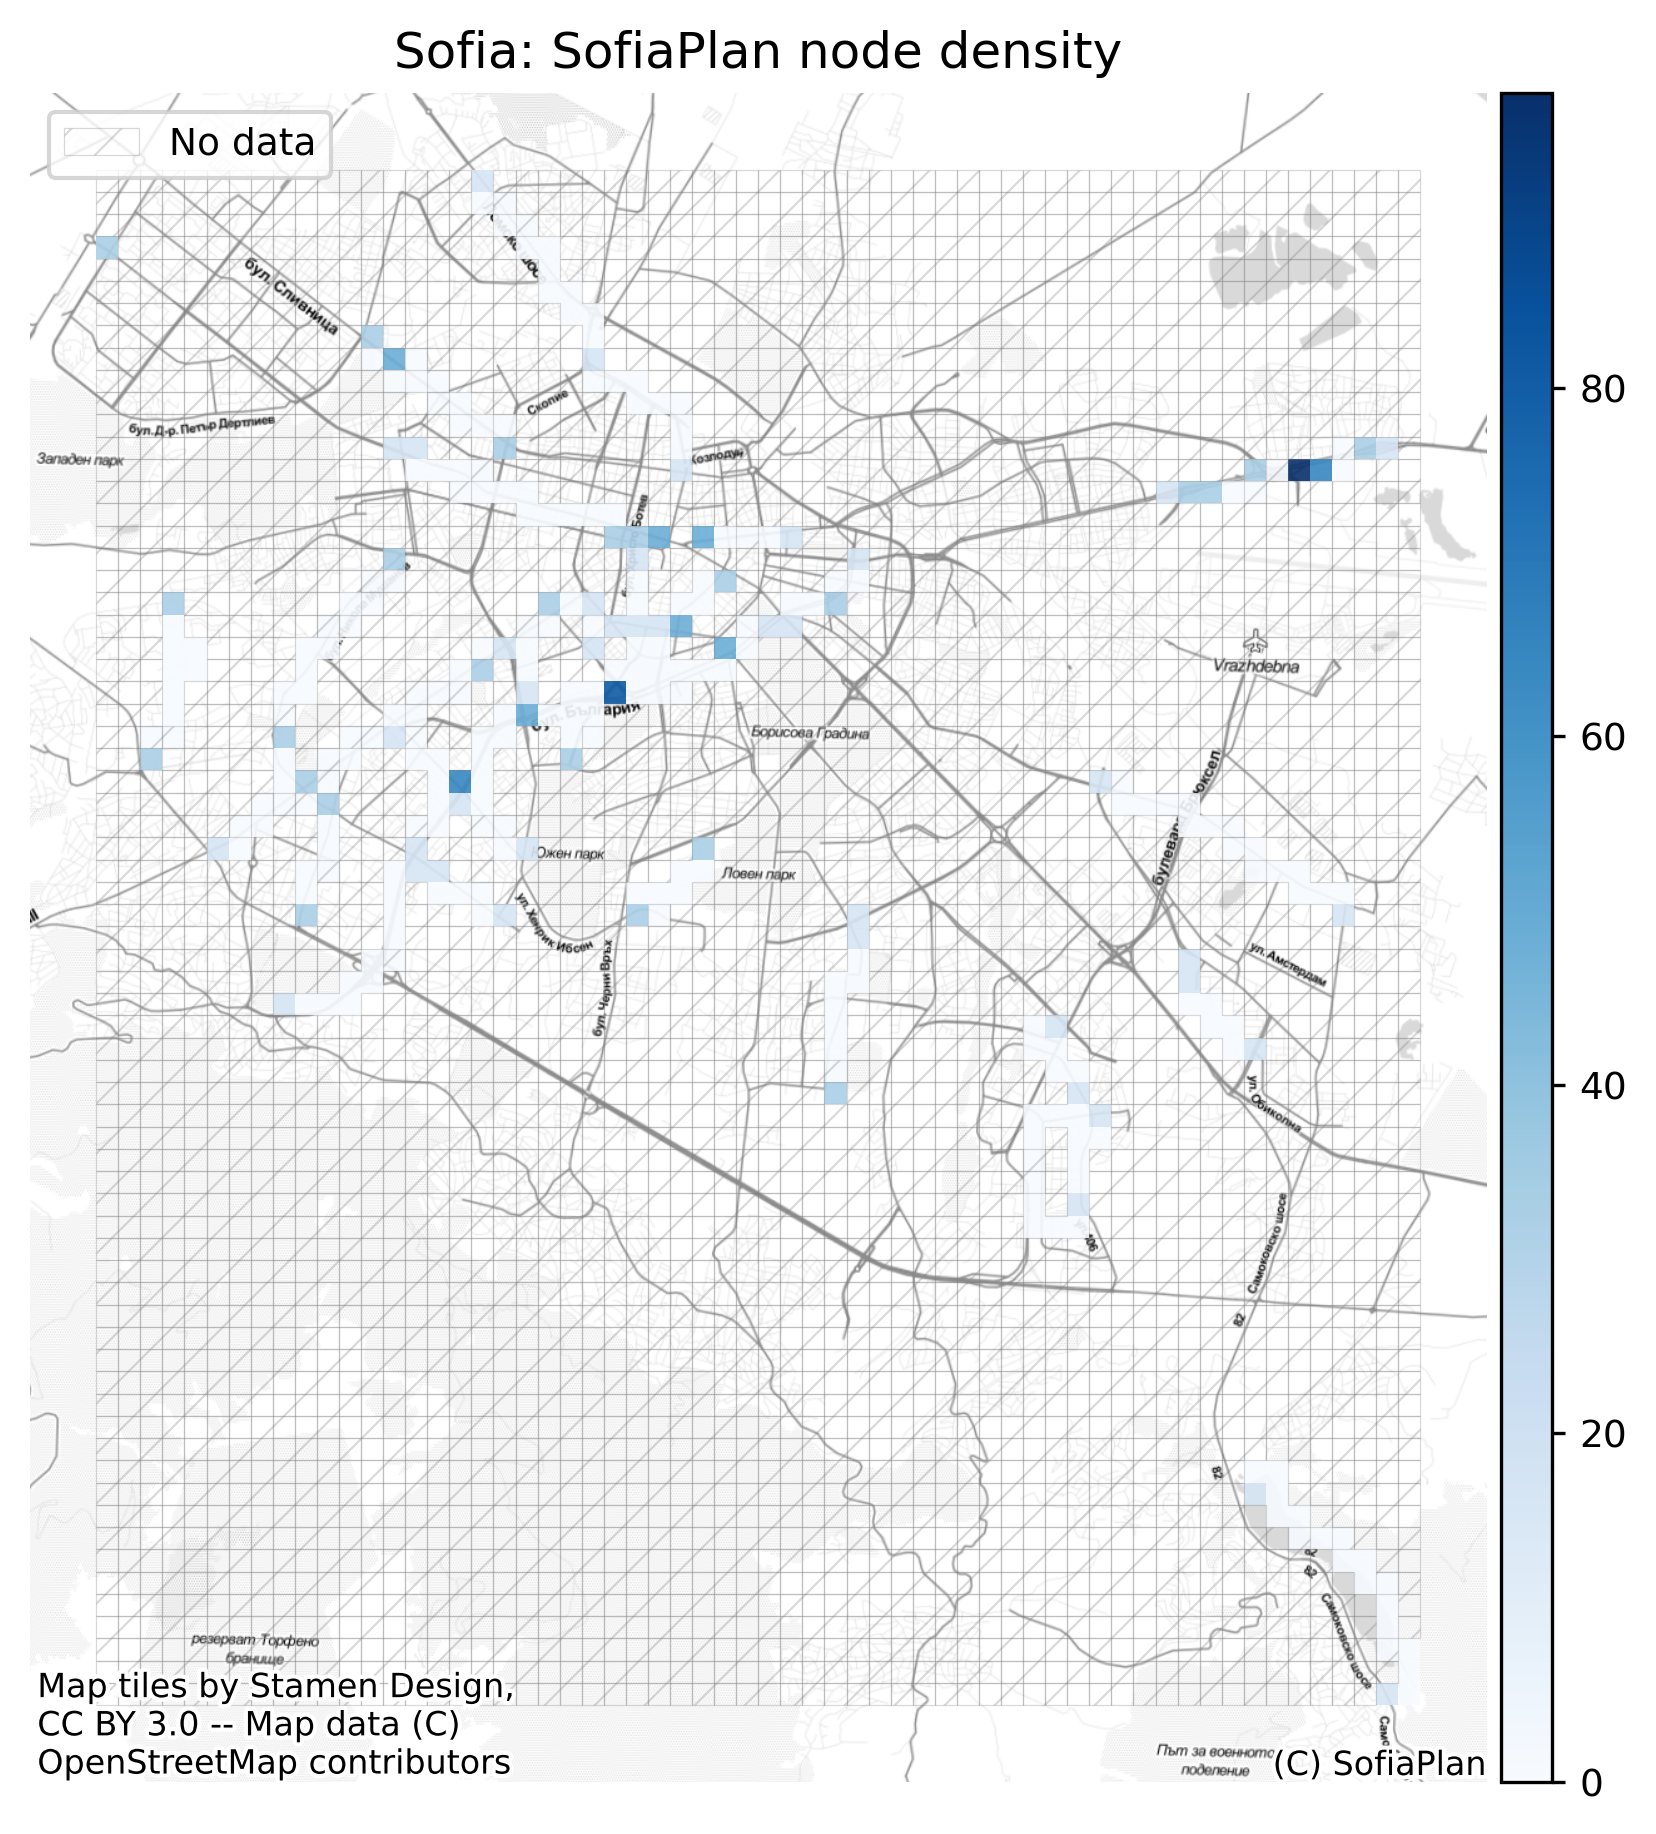 Sofia: SofiaPlan node density
No data
бул. Сливница
Скопие
бул. Д-р. Петър Дертлиев
Западен парк
Козлодуй
Ботев
80
60
40
20
0
Vrazhdebna
бул. България
Борисова Градина
Южен парк
Ловен парк
ул. Хенрик Ибсен
бул. Черни Връх
ул. Амстердам
ул. Обиколна
Самоковско шосе
82
82
82
82
Самоковско шосе
резерват Торфено
бранище
Map tiles by Stamen Design,
CC BY 3.0 -- Map data (C)
OpenStreetMap contributors
Път за военното
поделение
(C) SofiaPlan